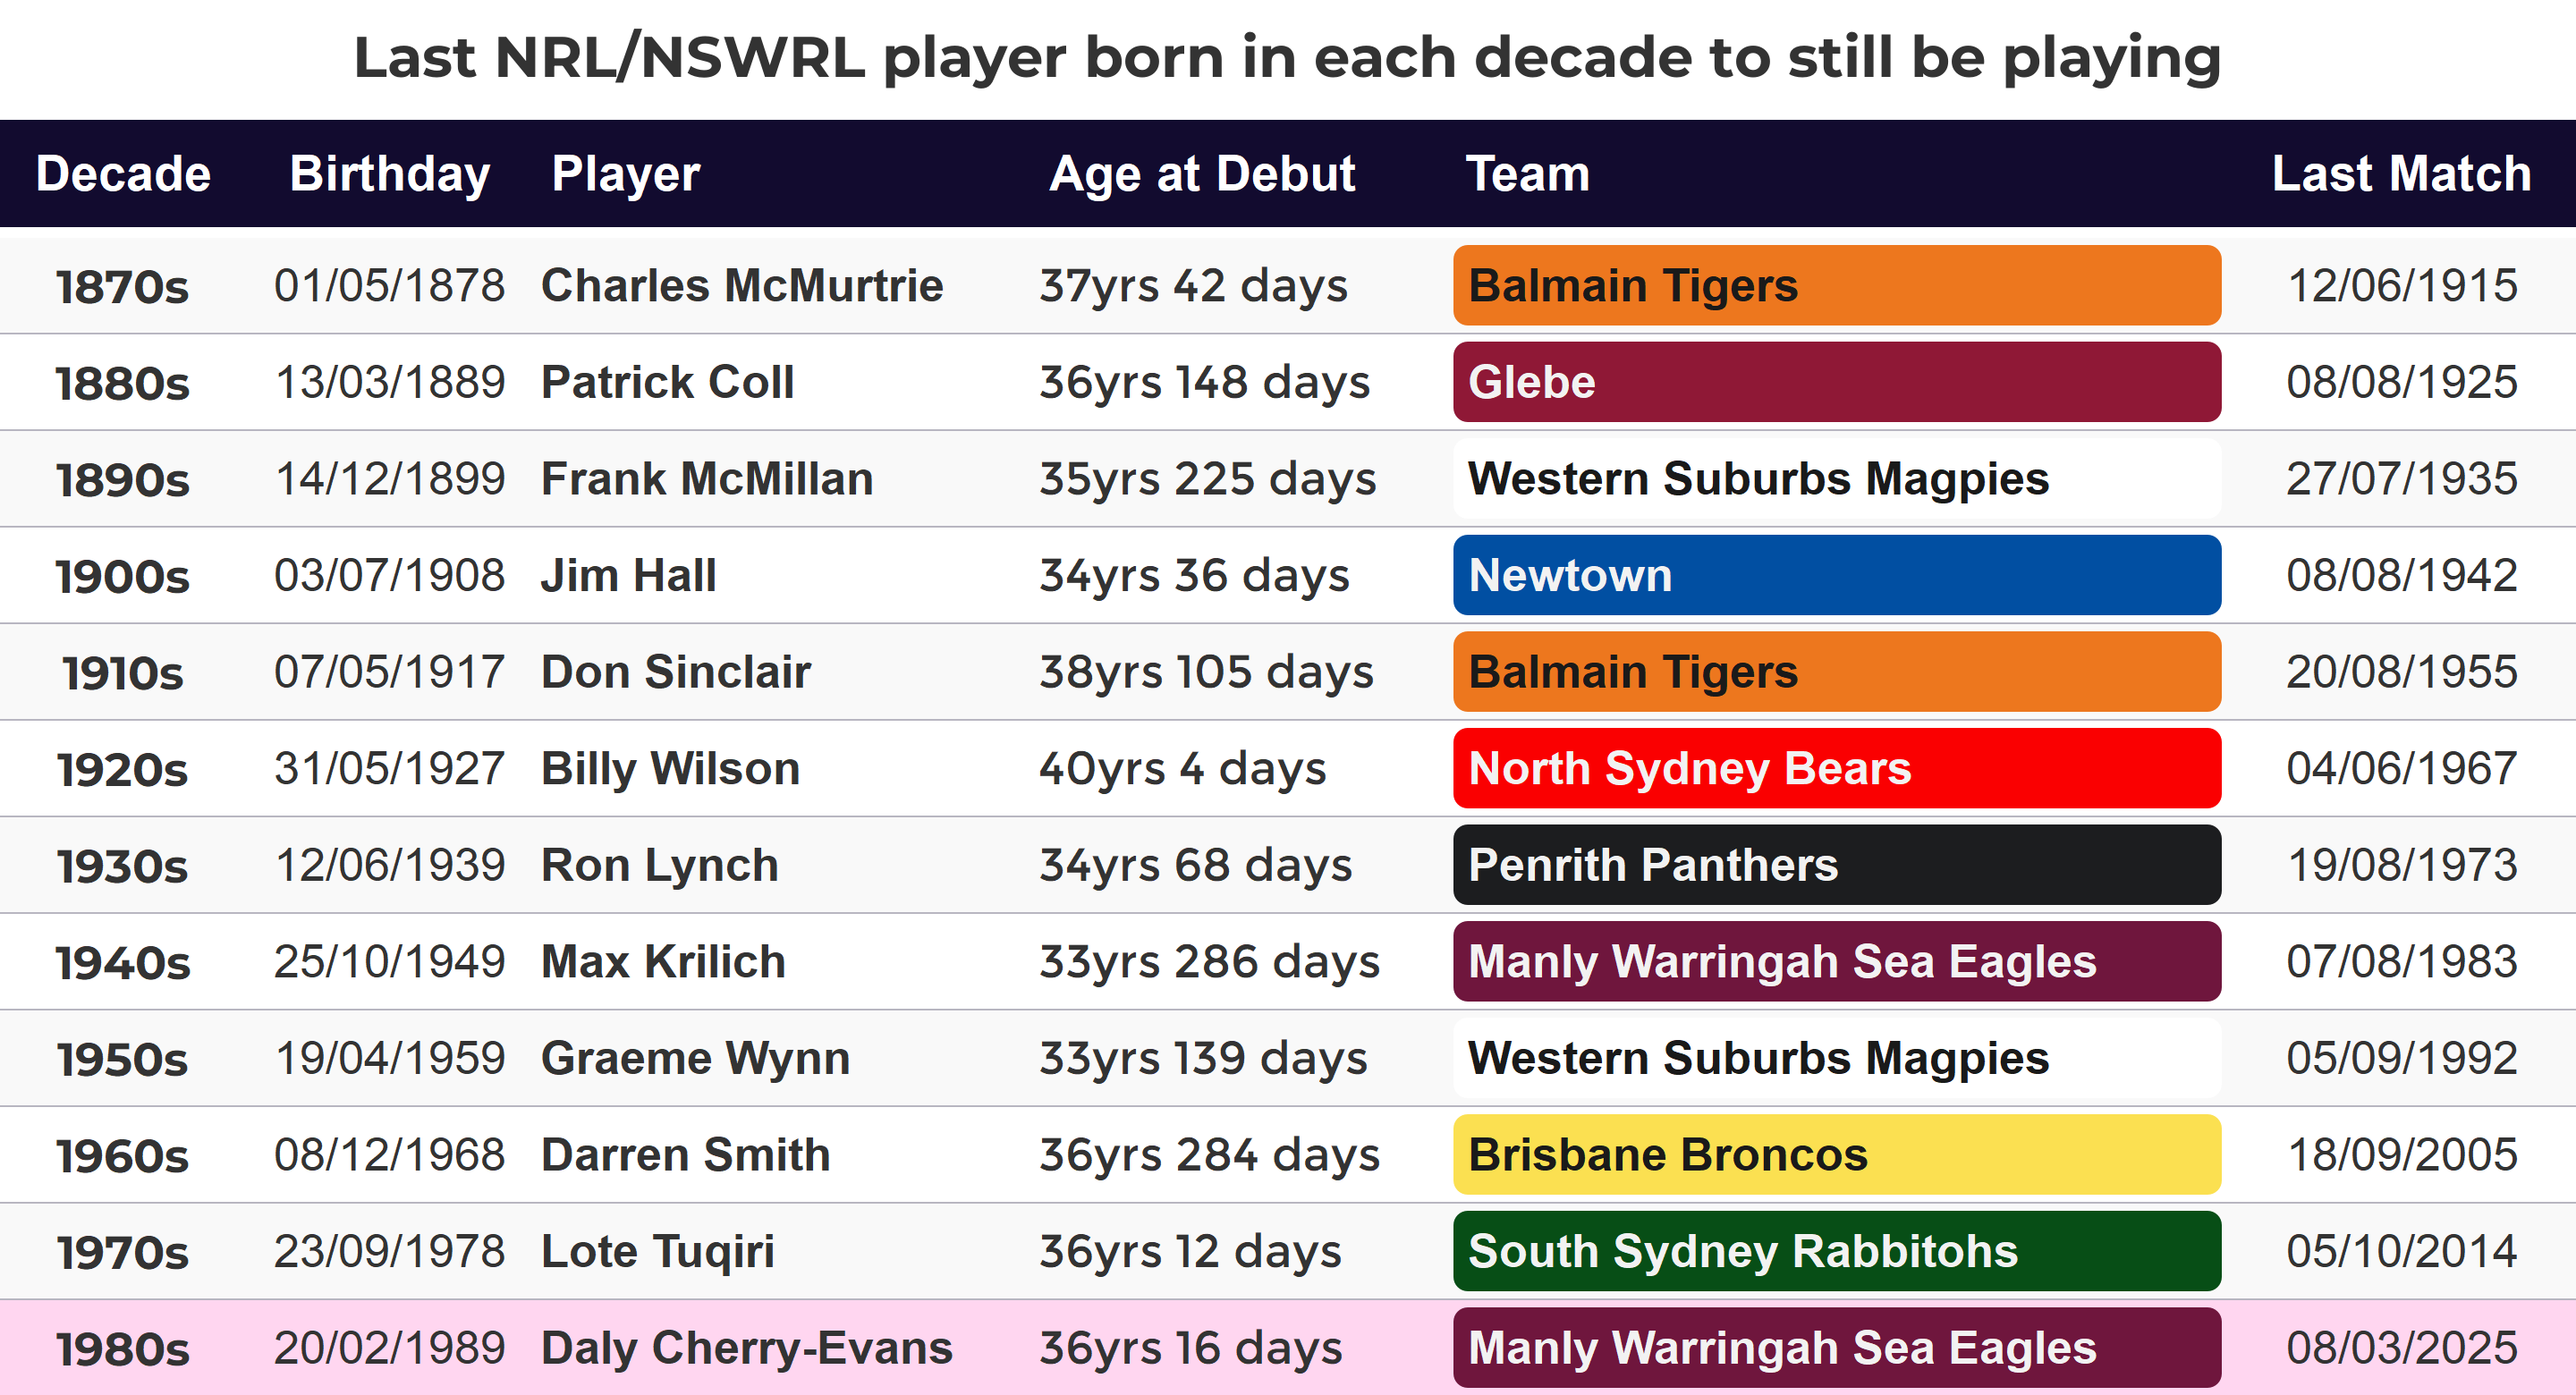 Last NRL/NSWRL player born in each decade to still be playing
Decade Birthday Player Age at Debut Team Last Match
1870s 01/05/1878 Charles McMurtrie 37yrs 42 days Balmain Tigers 12/06/1915
1880s 13/03/1889 Patrick Coll 36yrs 148 days Glebe 08/08/1925
1890s 14/12/1899 Frank McMillan 35yrs 225 days Western Suburbs Magpies 27/07/1935
1900s 03/07/1908 Jim Hall 34yrs 36 days Newtown 08/08/1942
1910s 07/05/1917 Don Sinclair 38yrs 105 days Balmain Tigers 20/08/1955
1920s 31/05/1927 Billy Wilson 40yrs 4 days North Sydney Bears 04/06/1967
1930s 12/06/1939 Ron Lynch 34yrs 68 days Penrith Panthers 19/08/1973
1940s 25/10/1949 Max Krilich 33yrs 286 days Manly Warringah Sea Eagles 07/08/1983
1950s 19/04/1959 Graeme Wynn 33yrs 139 days Western Suburbs Magpies 05/09/1992
1960s 08/12/1968 Darren Smith 36yrs 284 days Brisbane Broncos 18/09/2005
1970s 23/09/1978 Lote Tuqiri 36yrs 12 days South Sydney Rabbitohs 05/10/2014
1980s 20/02/1989 Daly Cherry-Evans 36yrs 16 days Manly Warringah Sea Eagles 08/03/2025